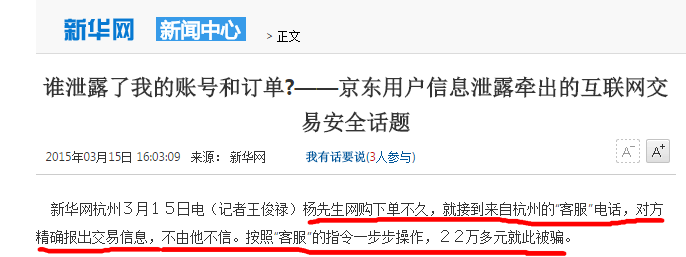 新华网 新闻中心 > 正文
谁泄露了我的账号和订单?——京东用户信息泄露牵出的互联网交
易安全话题
2015年03月15日 16:03:09 来源: 新华网 我有话要说(3人参与) A- A+
新华网杭州3月15日电（记者王俊禄）杨先生网购下单不久，就接到来自杭州的“客服”电话，对方
精确报出交易信息，不由他不信。按照“客服”的指令一步步操作，22万多元就此被骗。